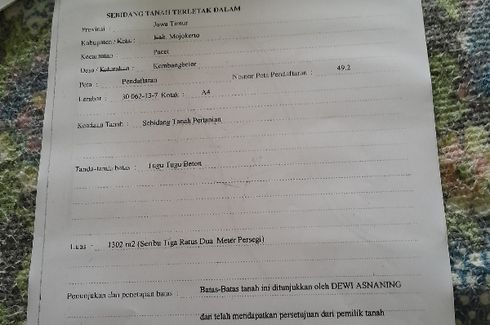 SEBIDANG TANAH TERLETAK DALAM
Provinsi : Jawa Timur
Kabupaten / Kota : Kab. Mojokerto
Kecamatan : Pacet
Desa / Kelurahan : Kembangbelor
Peta : Pendaftaran Nomor Peta Pendaftaran : 49.2
Lembar : 30 062-13-7 Kotak : A4
Keadaan Tanah : Sebidang Tanah Pertanian
Tanda-tanda batas : Tugu Tugu Beton
Luas : 1302 m2 (Seribu Tiga Ratus Dua Meter Persegi)
Penunjukan dan penetapan batas : Batas-Batas tanah ini ditunjukkan oleh DEWI ASNANING
dan telah mendapatkan persetujuan dari pemilik tanah